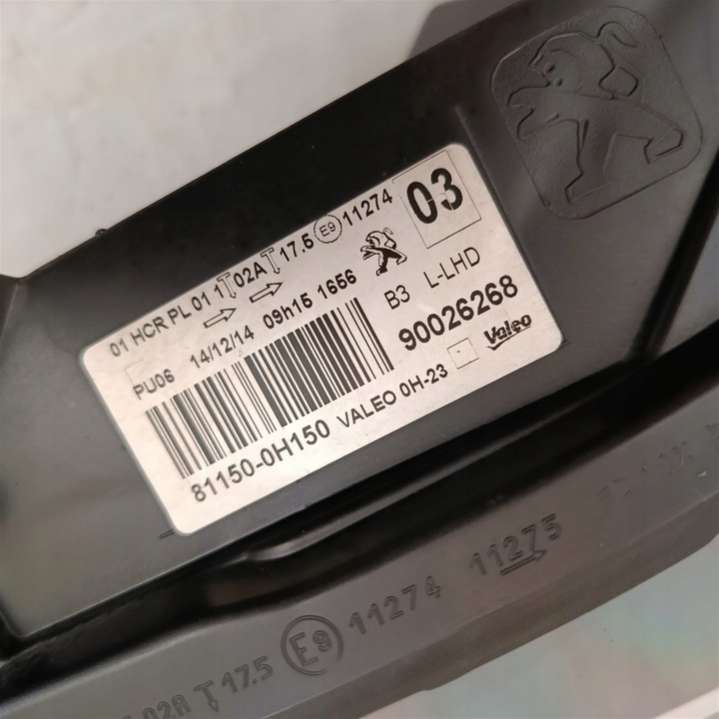 01 HCR PL 01 1 02A 17.5 E9 11274 03
PU06 14/12/14 09h15 1656 B3 L-LHD
90026268
81150-0H150 VALEO 0H-23 Valeo
17.5 E9 11274 11275